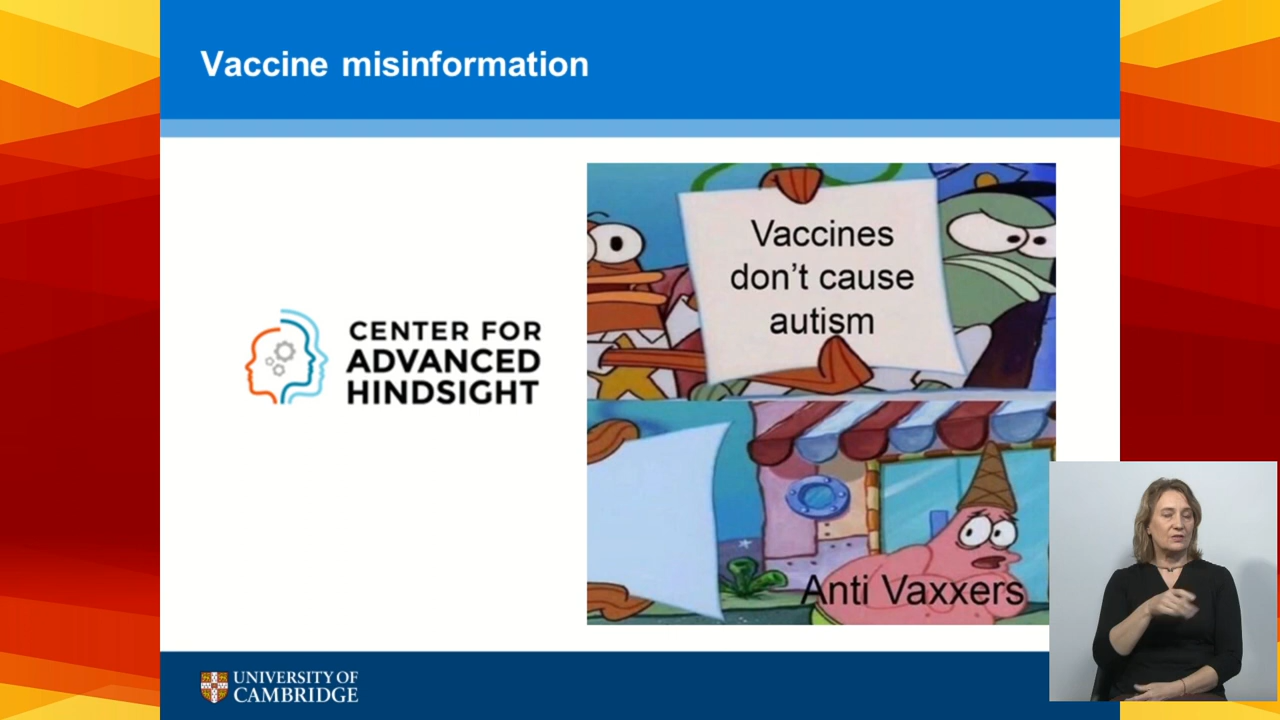 Vaccine misinformation
CENTER FOR
ADVANCED
HINDSIGHT
Vaccines
don't cause
autism
Anti Vaxxers
UNIVERSITY OF
CAMBRIDGE